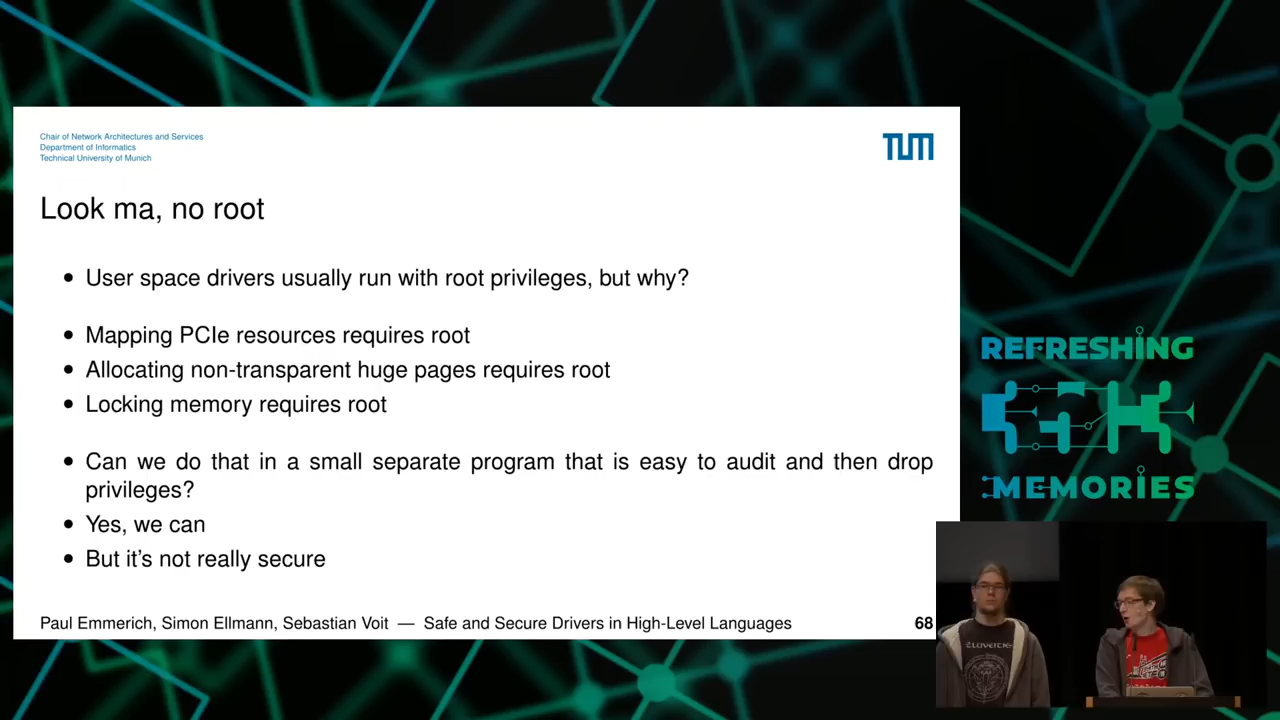 Chair of Network Architectures and Services
Department of Informatics
Technical University of Munich
TUM
Look ma, no root
• User space drivers usually run with root privileges, but why?
• Mapping PCIe resources requires root
• Allocating non-transparent huge pages requires root
• Locking memory requires root
• Can we do that in a small separate program that is easy to audit and then drop
privileges?
• Yes, we can
• But it's not really secure
Paul Emmerich, Simon Ellmann, Sebastian Voit — Safe and Secure Drivers in High-Level Languages
68
REFRESHING
MEMORIES
ELUVEITIE